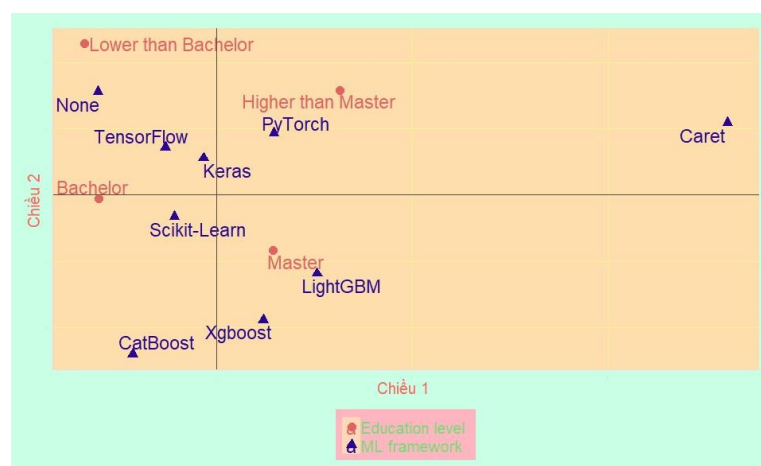 Lower than Bachelor
None
Higher than Master
PyTorch
TensorFlow
Caret
Keras
Bachelor
Scikit-Learn
Master
LightGBM
Xgboost
CatBoost
Chiều 2
Chiều 1
a Education level
a ML framework